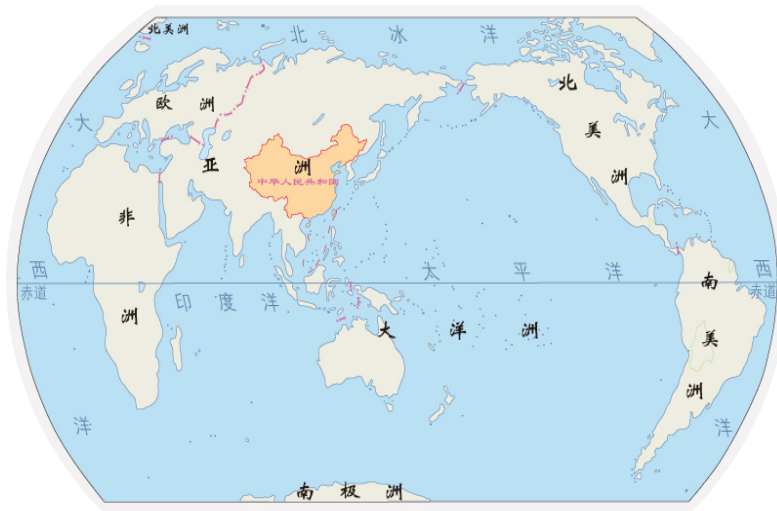 北美洲
北冰洋
欧洲
北美洲
大西洋
大西洋
亚洲
中华人民共和国
非洲
太平洋
赤道
赤道
印度洋
大洋洲
南美洲
南极洲